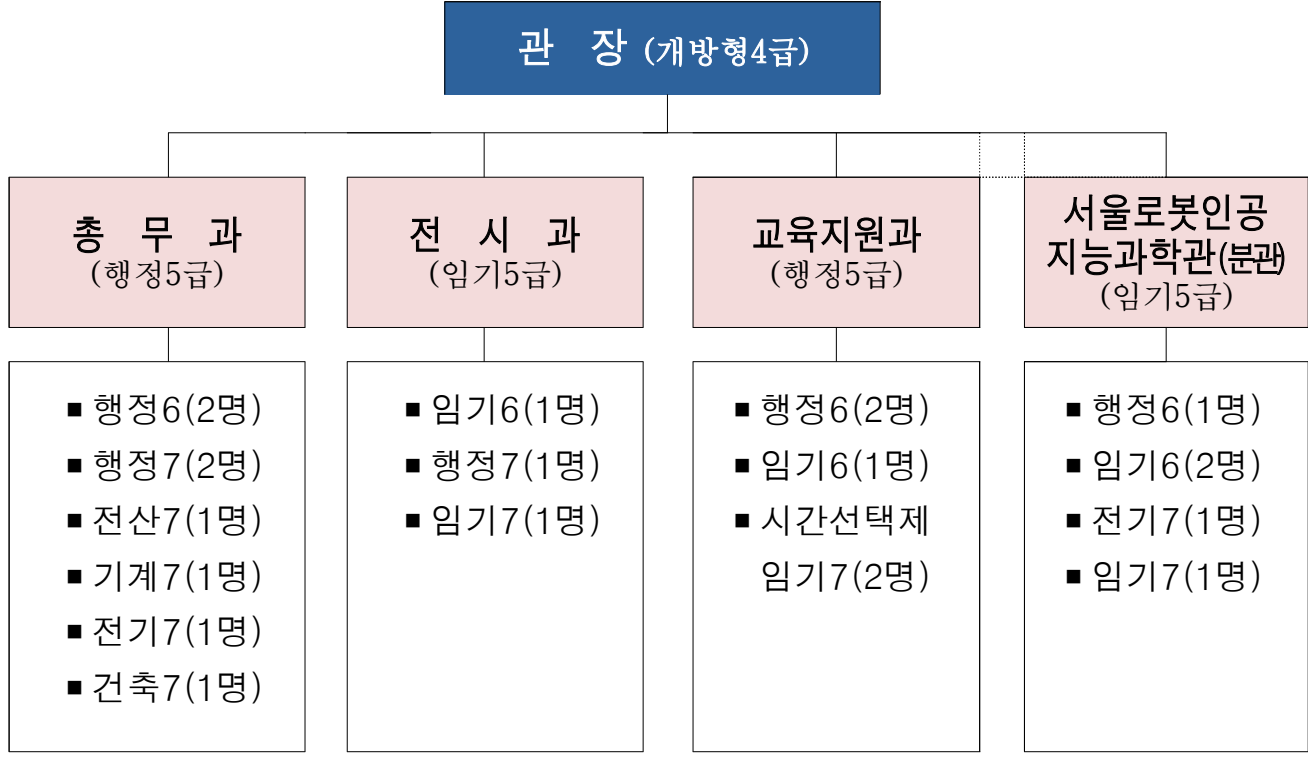 관 장 (개방형4급)
총 무 과
(행정5급)
전 시 과
(임기5급)
교육지원과
(행정5급)
서울로봇인공
지능과학관(분관)
(임기5급)
■ 행정6(2명)
■ 행정7(2명)
■ 전산7(1명)
■ 기계7(1명)
■ 전기7(1명)
■ 건축7(1명)
■ 임기6(1명)
■ 행정7(1명)
■ 임기7(1명)
■ 행정6(2명)
■ 임기6(1명)
■ 시간선택제
임기7(2명)
■ 행정6(1명)
■ 임기6(2명)
■ 전기7(1명)
■ 임기7(1명)